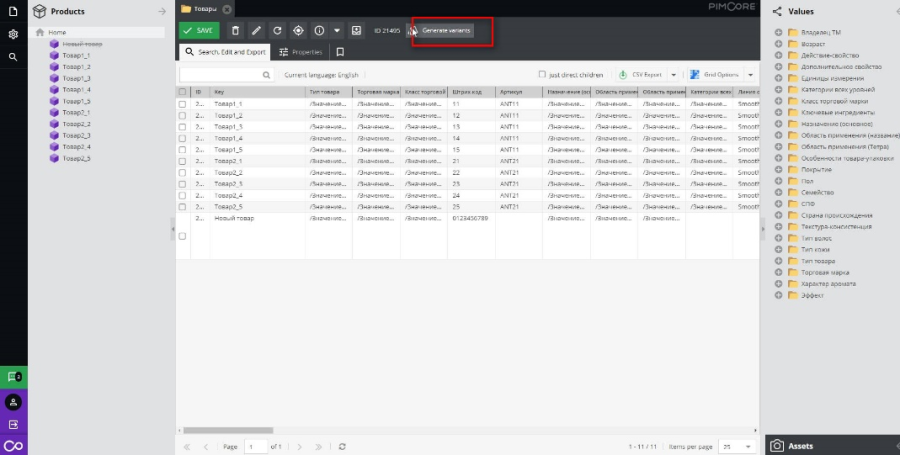 Products
Home
Новый товар
Товар1_1
Товар1_2
Товар1_3
Товар1_4
Товар1_5
Товар2_1
Товар2_2
Товар2_3
Товар2_4
Товар2_5
Товары
PIMCORE
SAVE
ID 21495
Generate variants
Search, Edit and Export
Properties
Current language: English
just direct children
CSV Export
Grid Options
ID Key Тип товара Торговая марка Класс торговой Штрих код Артикул Назначение (осн Область примен Область примен Категории всех Линия
2... Товар1_1 /Значение... /Значение... /Значение... 11 ANT11 /Значение... /Значение... /Значение... /Значение... Smooth
2... Товар1_2 /Значение... /Значение... /Значение... 12 ANT11 /Значение... /Значение... /Значение... /Значение... Smooth
2... Товар1_3 /Значение... /Значение... /Значение... 13 ANT11 /Значение... /Значение... /Значение... /Значение... Smooth
2... Товар1_4 /Значение... /Значение... /Значение... 14 ANT11 /Значение... /Значение... /Значение... /Значение... Smooth
2... Товар1_5 /Значение... /Значение... /Значение... 15 ANT11 /Значение... /Значение... /Значение... /Значение... Smooth
2... Товар2_1 /Значение... /Значение... /Значение... 21 ANT21 /Значение... /Значение... /Значение... /Значение... Smooth
2... Товар2_2 /Значение... /Значение... /Значение... 22 ANT21 /Значение... /Значение... /Значение... /Значение... Smooth
2... Товар2_3 /Значение... /Значение... /Значение... 23 ANT21 /Значение... /Значение... /Значение... /Значение... Smooth
2... Товар2_4 /Значение... /Значение... /Значение... 24 ANT21 /Значение... /Значение... /Значение... /Значение... Smooth
2... Товар2_5 /Значение... /Значение... /Значение... 25 ANT21 /Значение... /Значение... /Значение... /Значение... Smooth
2... Новый товар /Значение... /Значение... /Значение... 0123456789 /Значение... /Значение... /Значение...
Page 1 of 1
1 - 11 / 11 Items per page 25
Values
Владелец ТМ
Возраст
Действие-свойство
Дополнительное свойство
Единицы измерения
Категории всех уровней
Класс торговой марки
Ключевые ингредиенты
Назначение (основное)
Область применения (название)
Область применения (Тетра)
Особенности товара-упаковки
Покрытие
Пол
Семейство
СПФ
Страна происхождения
Текстура-консистенция
Тип волос
Тип кожи
Тип товара
Торговая марка
Характер аромата
Эффект
Assets